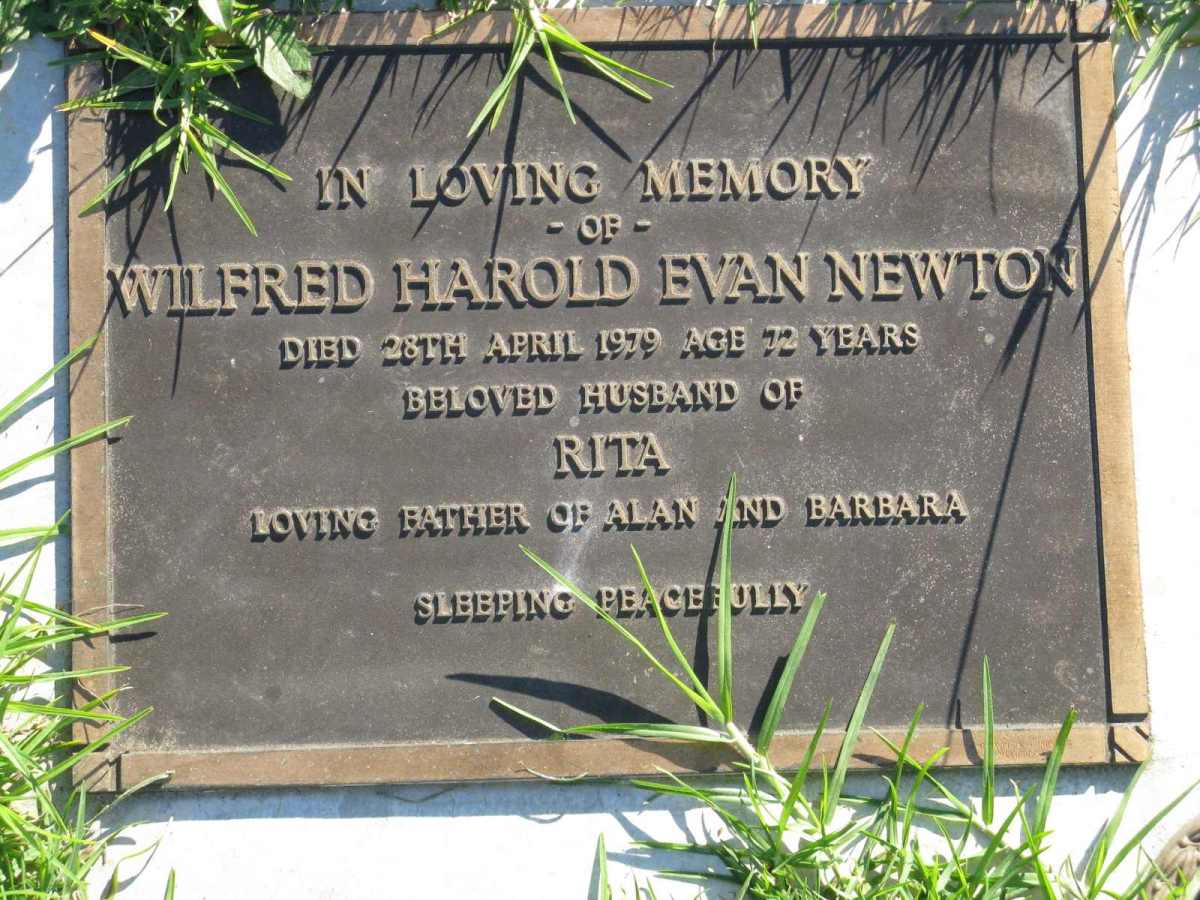 IN LOVING MEMORY
- OF -
WILFRED HAROLD EVAN NEWTON
DIED 28TH APRIL 1979 AGE 72 YEARS
BELOVED HUSBAND OF
RITA
LOVING FATHER OF ALAN AND BARBARA
SLEEPING PEACEFULLY